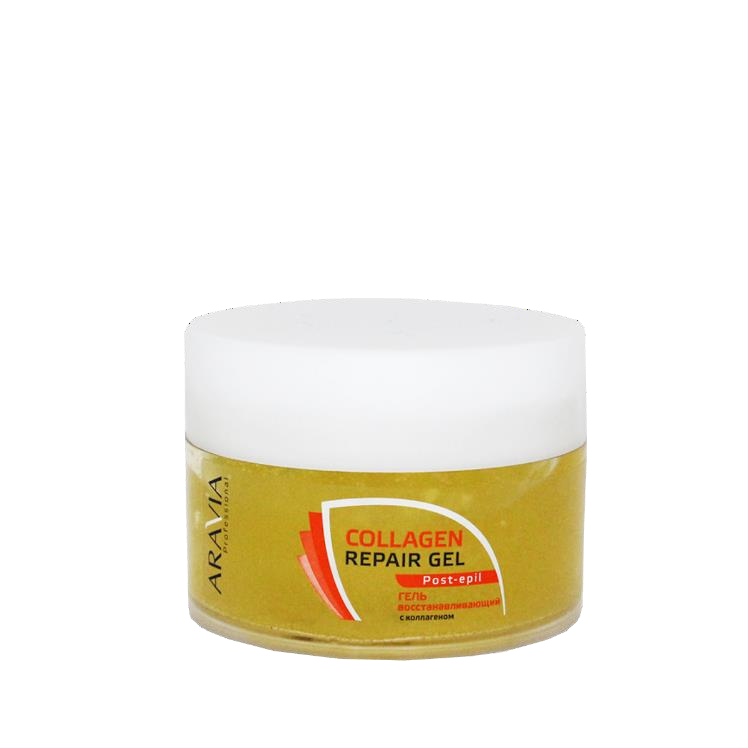 ARAVIA
Professional
COLLAGEN
REPAIR GEL
Post-epil
ГЕЛЬ
восстанавливающий
с коллагеном